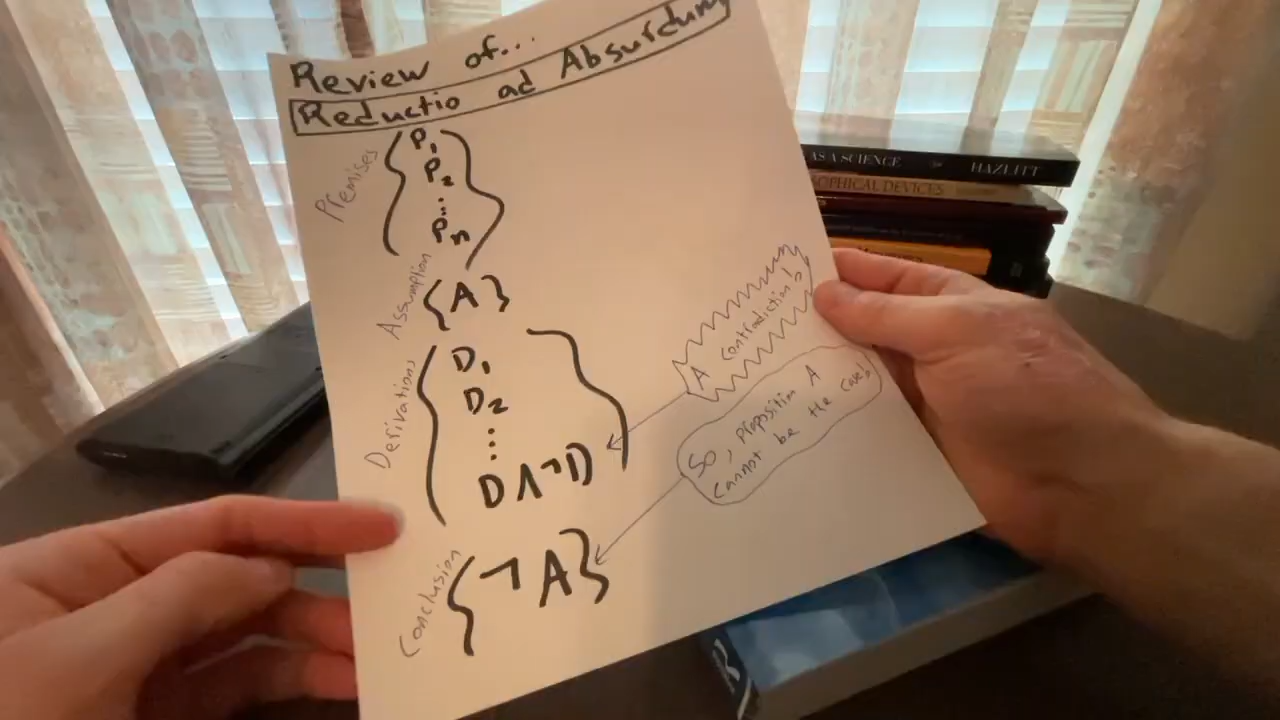 Review of...
Reductio ad Absurdum
Premises
P₁
P₂
Pₙ
Assumption
{A}
Derivations
D₁
D₂
D∧¬D
A contradiction!
So, proposition A
cannot be the case!
Conclusion
{¬A}
AS A SCIENCE HAZLITT
SOPHICAL DEVICES